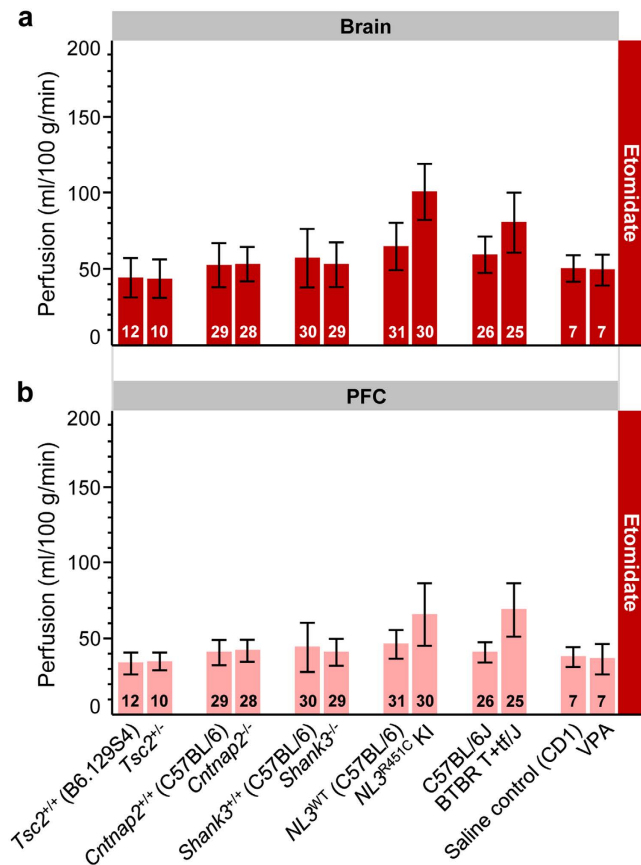 a
Brain
Perfusion (ml/100 g/min)
200
150
100
50
0
12 10 29 28 30 29 31 30 26 25 7 7
Etomidate
b
PFC
Perfusion (ml/100 g/min)
200
150
100
50
0
12 10 29 28 30 29 31 30 26 25 7 7
Etomidate
Tsc2+/+ (B6.129S4)
Tsc2+/-
Cntnap2+/+ (C57BL/6)
Cntnap2-/-
Shank3+/+ (C57BL/6)
Shank3-/-
NL3WT (C57BL/6)
NL3R451C KI
C57BL/6J
BTBR T+tf/J
Saline control (CD1)
VPA